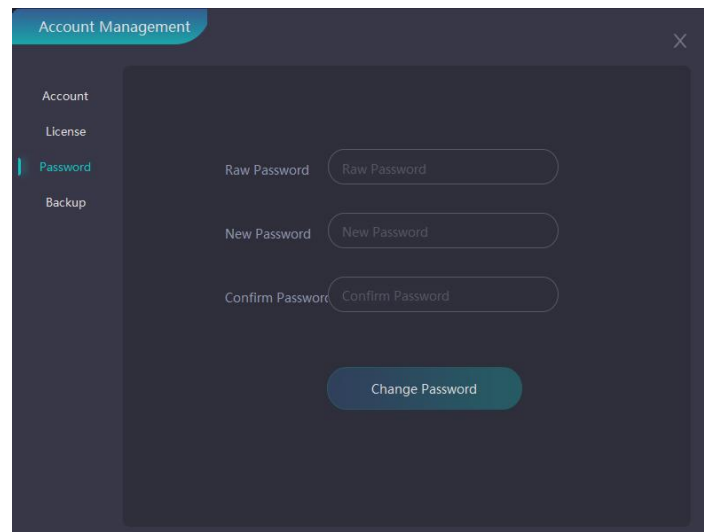 Account Management
X
Account
License
Password
Backup
Raw Password Raw Password
New Password New Password
Confirm Password Confirm Password
Change Password